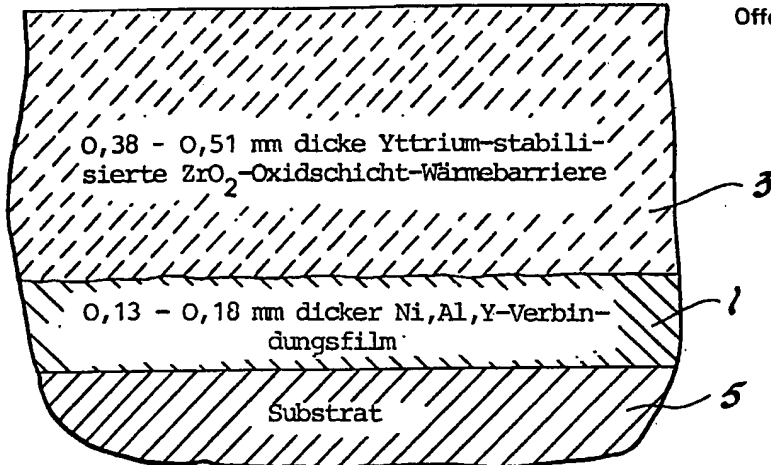 Offe
0,38 - 0,51 mm dicke Yttrium-stabili-
sierte ZrO₂-Oxidschicht-Wärmebarriere
3
0,13 - 0,18 mm dicker Ni,Al,Y-Verbin-
dungsfilm
1
Substrat
5